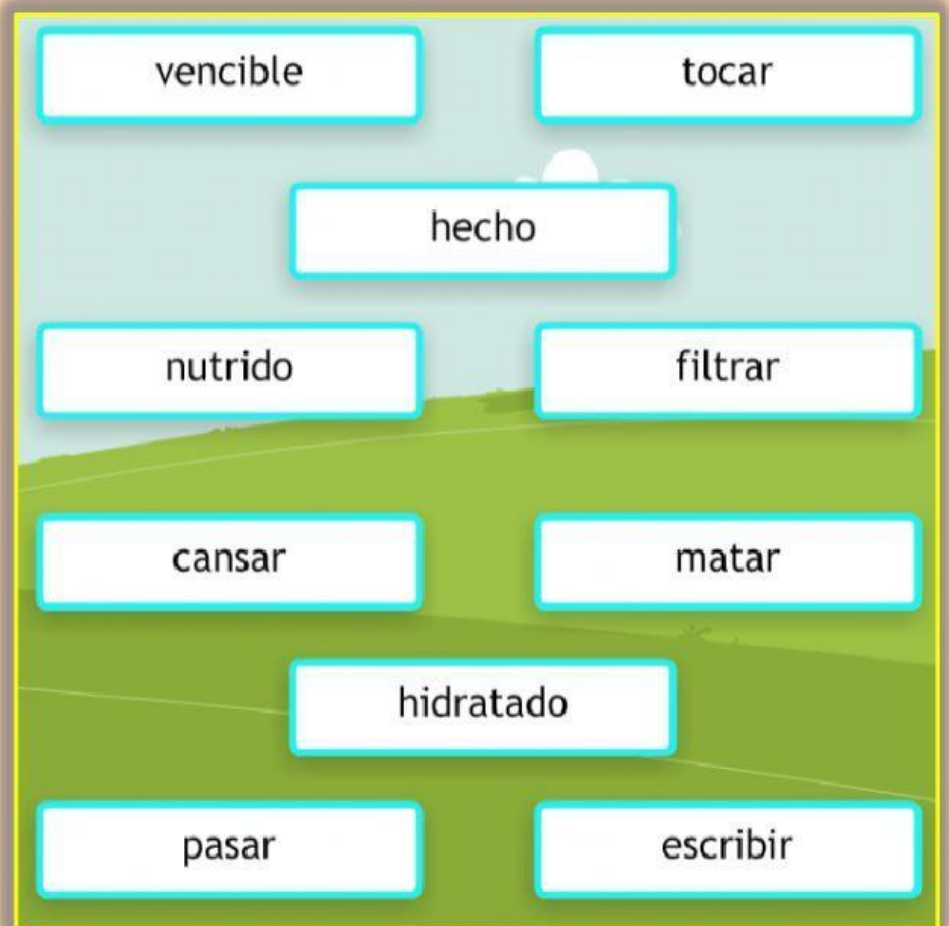 vencible
tocar
hecho
nutrido
filtrar
cansar
matar
hidratado
pasar
escribir